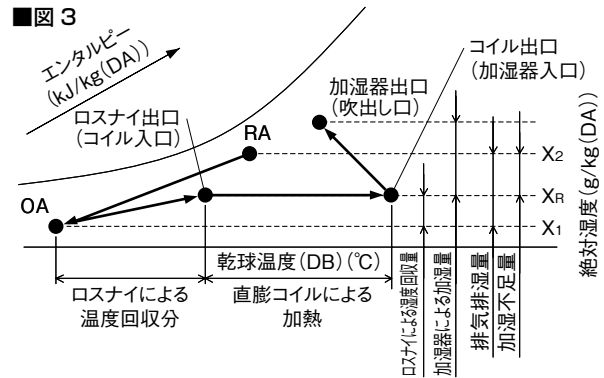 ■図 3
エンタルピー
(kJ/kg(DA))
ロスナイ出口
(コイル入口)
RA
加湿器出口
(吹出し口)
コイル出口
(加湿器入口)
OA
X2
XR
X1
絶対湿度(g/kg(DA))
乾球温度(DB)(℃)
ロスナイによる
温度回収分
直膨コイルによる
加熱
ロスナイによる湿度回収量
加湿器による加湿量
排気排湿量
加湿不足量